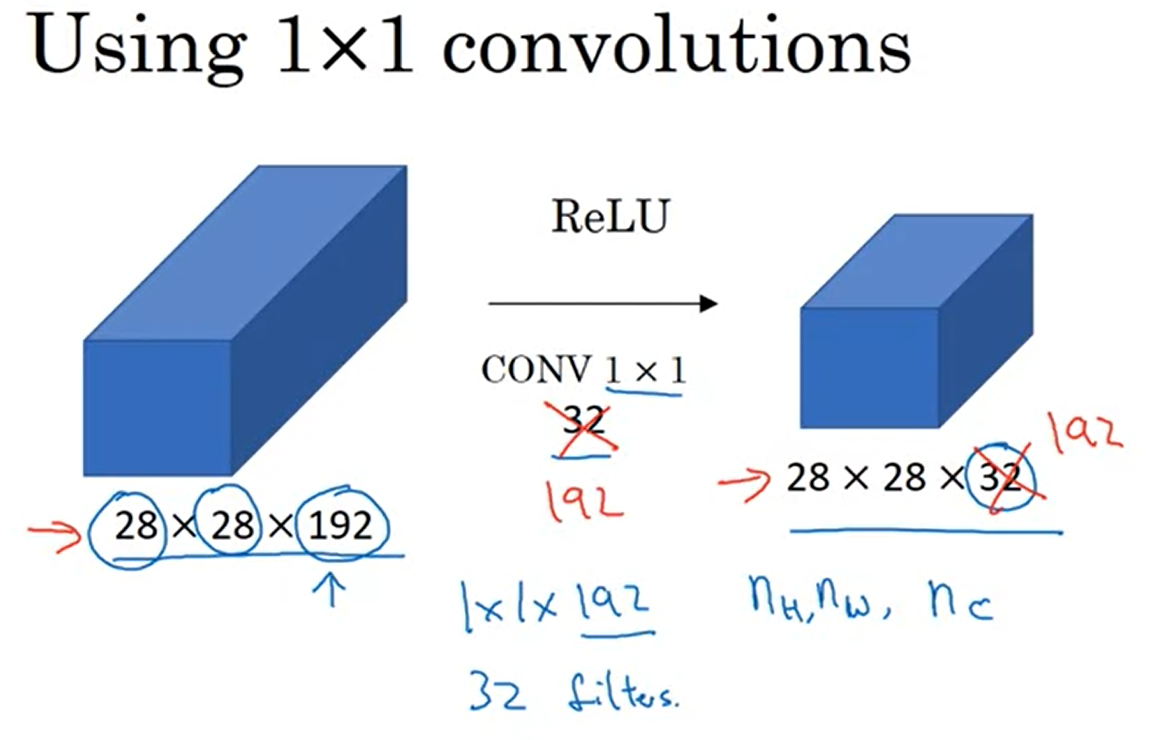 Using 1×1 convolutions
ReLU
CONV 1 × 1
32
192
28 × 28 × 192
28 × 28 × 32
192
1×1× 192
32 filters.
nH, nW, nC